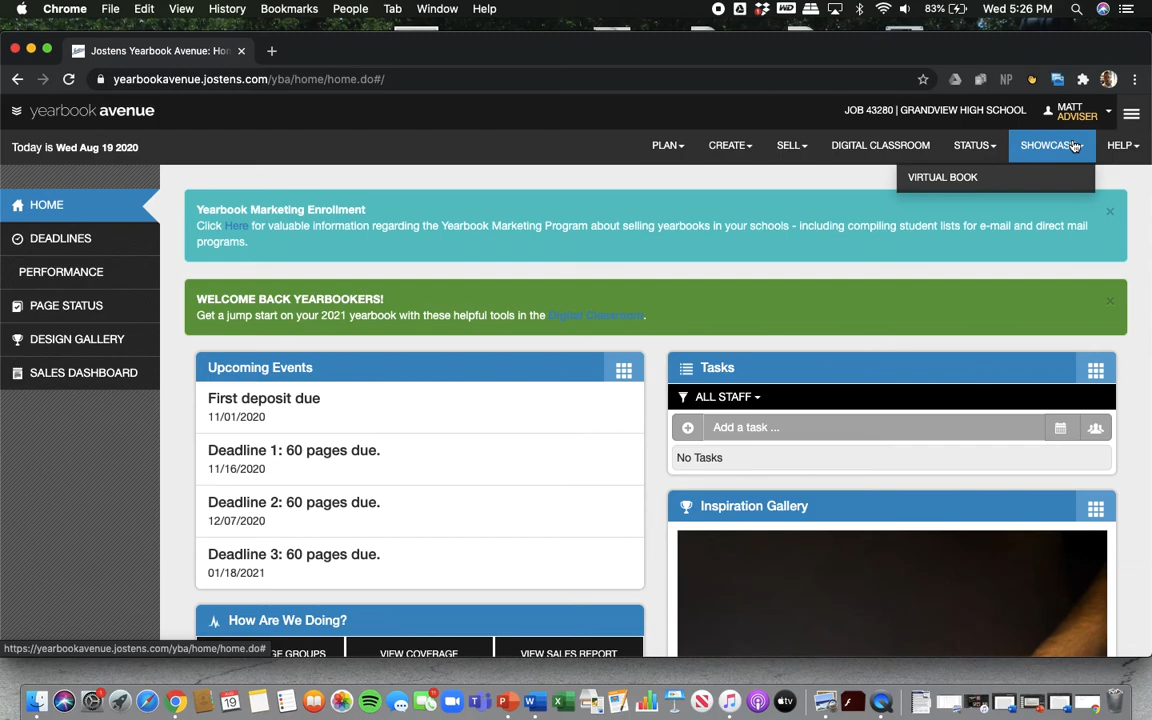 Chrome File Edit View History Bookmarks People Tab Window Help 83% Wed 5:26 PM
Jostens Yearbook Avenue: Hon
yearbookavenue.jostens.com/yba/home/home.do#/
NP
yearbook avenue JOB 43280 | GRANDVIEW HIGH SCHOOL MATT
ADVISER
Today is Wed Aug 19 2020 PLAN CREATE SELL DIGITAL CLASSROOM STATUS SHOWCASE HELP
VIRTUAL BOOK
HOME
DEADLINES
PERFORMANCE
PAGE STATUS
DESIGN GALLERY
SALES DASHBOARD
Yearbook Marketing Enrollment
Click Here for valuable information regarding the Yearbook Marketing Program about selling yearbooks in your schools - including compiling student lists for e-mail and direct mail
programs.
WELCOME BACK YEARBOOKERS!
Get a jump start on your 2021 yearbook with these helpful tools in the Digital Classroom.
Upcoming Events
First deposit due
11/01/2020
Deadline 1: 60 pages due.
11/16/2020
Deadline 2: 60 pages due.
12/07/2020
Deadline 3: 60 pages due.
01/18/2021
How Are We Doing?
GE GROUPS VIEW COVERAGE VIEW SALES REPORT
Tasks
ALL STAFF
Add a task ...
No Tasks
Inspiration Gallery
https://yearbookavenue.jostens.com/yba/home/home.do#